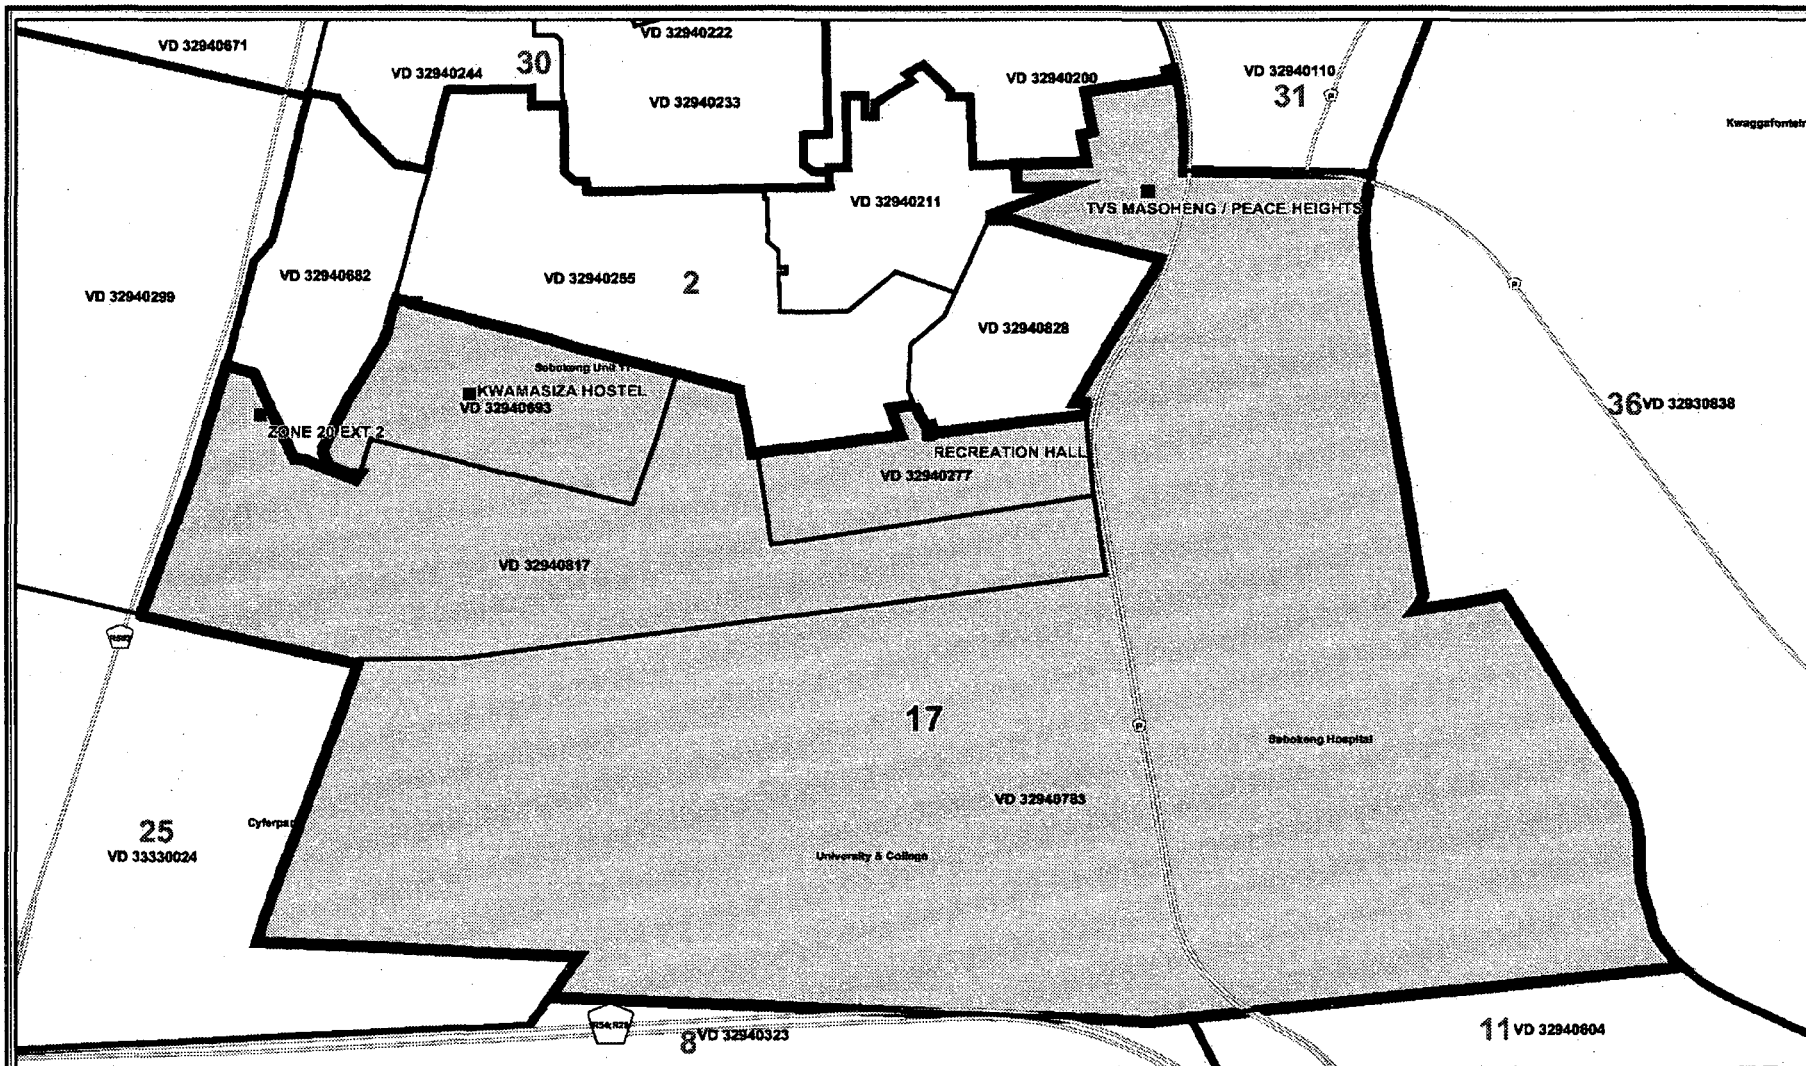 VD 32940671
VD 32940244
30
VD 32940222
VD 32940233
VD 32940200
VD 32940110
31
Kwaggafontein
VD 32940211
TVS MASOHENG / PEACE HEIGHTS
VD 32940299
VD 32940682
VD 32940255
2
VD 32940828
Sebokeng Unit 11
KWAMASIZA HOSTEL
VD 32940693
ZONE 20 EXT 2
36
VD 32930838
RECREATION HALL
VD 32940277
VD 32940817
17
P
P
P
Sebokeng Hospital
VD 32940783
25
VD 33330024
Cyferpan
University & College
R54;R28
8
VD 32940323
11
VD 32940604